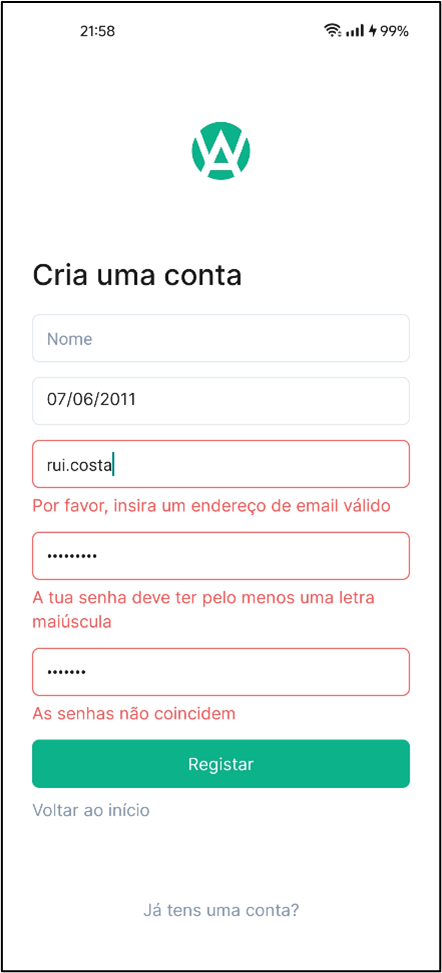 21:58 99%
Cria uma conta
Nome
07/06/2011
rui.costa
Por favor, insira um endereço de email válido
•••••••••
A tua senha deve ter pelo menos uma letra
maiúscula
•••••••
As senhas não coincidem
Registar
Voltar ao início
Já tens uma conta?